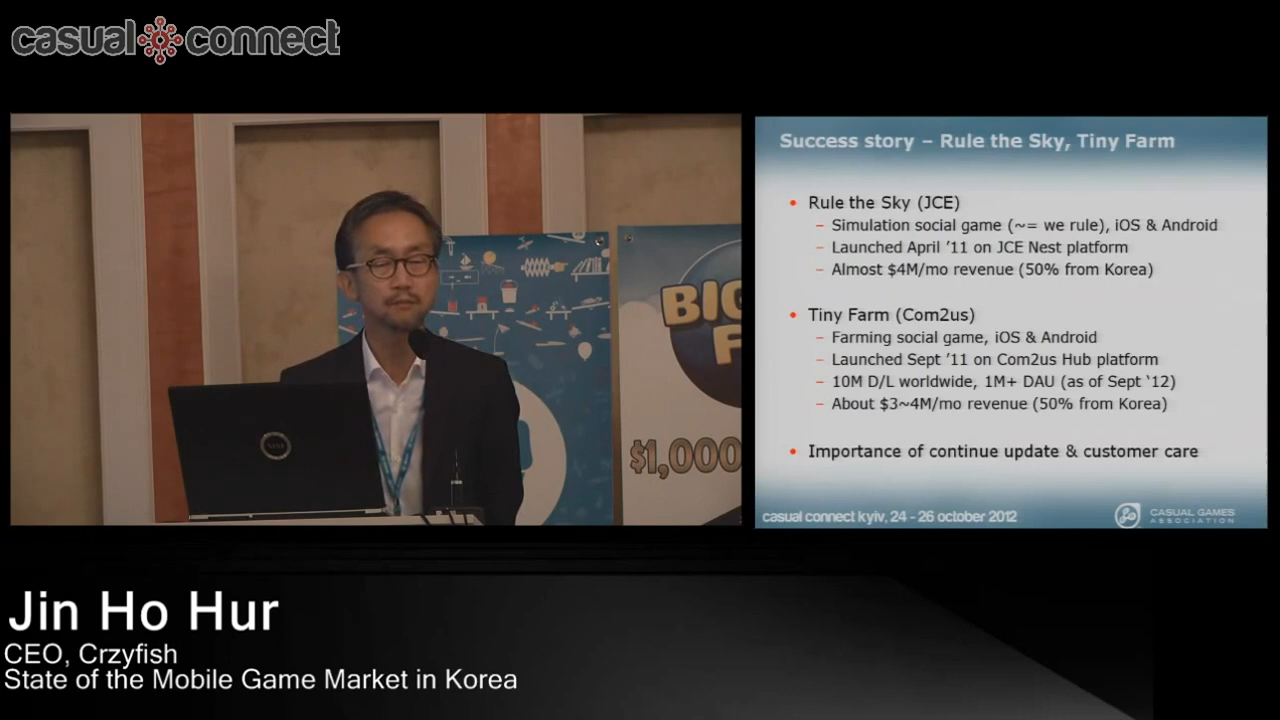 casual connect
Success story – Rule the Sky, Tiny Farm
• Rule the Sky (JCE)
– Simulation social game (~= we rule), iOS & Android
– Launched April '11 on JCE Nest platform
– Almost $4M/mo revenue (50% from Korea)
• Tiny Farm (Com2us)
– Farming social game, iOS & Android
– Launched Sept '11 on Com2us Hub platform
– 10M D/L worldwide, 1M+ DAU (as of Sept '12)
– About $3~4M/mo revenue (50% from Korea)
• Importance of continue update & customer care
casual connect kyiv, 24 - 26 october 2012
CASUAL GAMES
ASSOCIATION
BIG
F
$1,000
Jin Ho Hur
CEO, Crzyfish
State of the Mobile Game Market in Korea